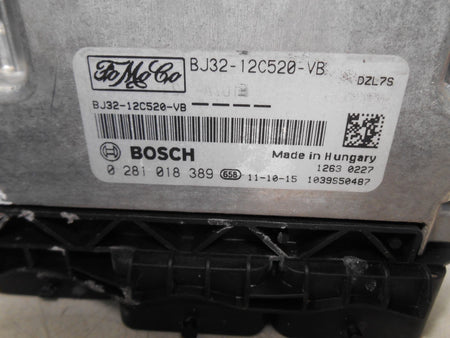 FoMoCo BJ32-12C520-VB
DZL7S
BJ32-12C520-VB
BOSCH Made in Hungary
1263 0227
0 281 018 389 658 11-10-15 1039S50487